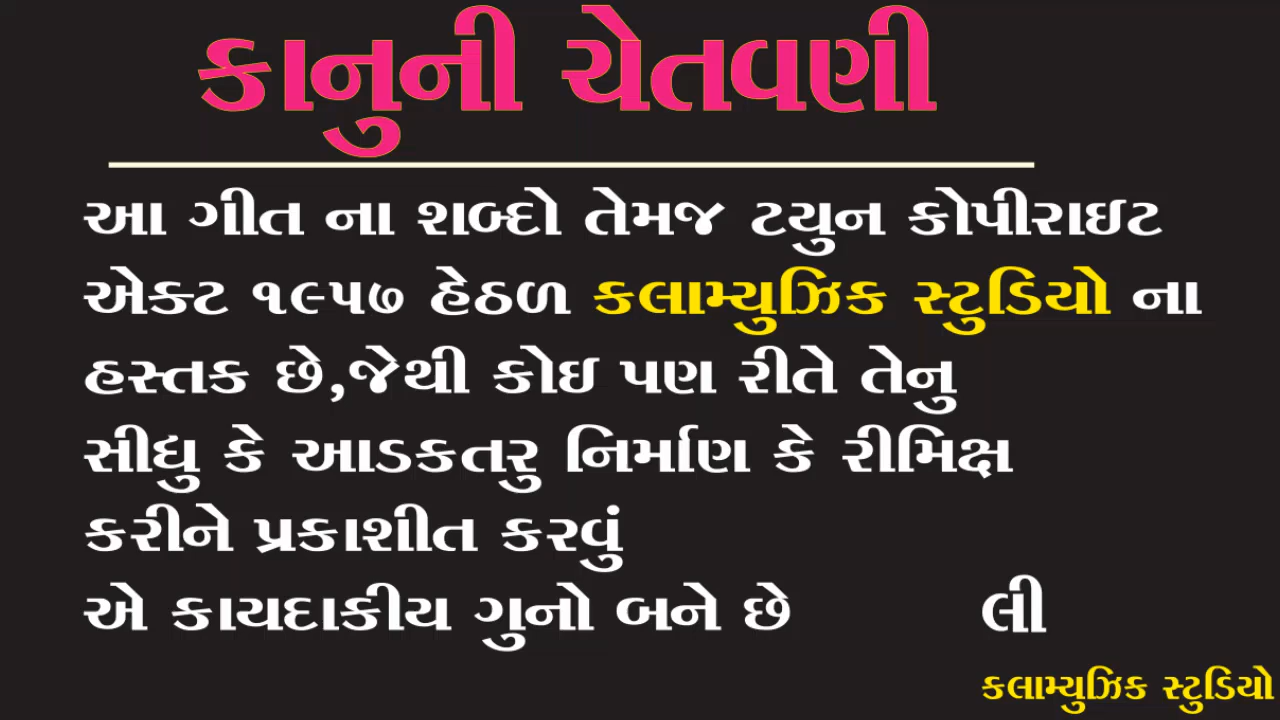 કાનુની ચેતવણી
આ ગીત ના શબ્દો તેમજ ટયુન કોપીરાઇટ
એક્ટ ૧૯૫૭ હેઠળ કલામ્યુઝિક સ્ટુડિયો ના
હસ્તક છે,જેથી કોઇ પણ રીતે તેનુ
સીધુ કે આડકતરુ નિર્માણ કે રીમિક્ષ
કરીને પ્રકાશીત કરવું
એ કાયદાકીય ગુનો બને છે લી
કલામ્યુઝિક સ્ટુડિયો